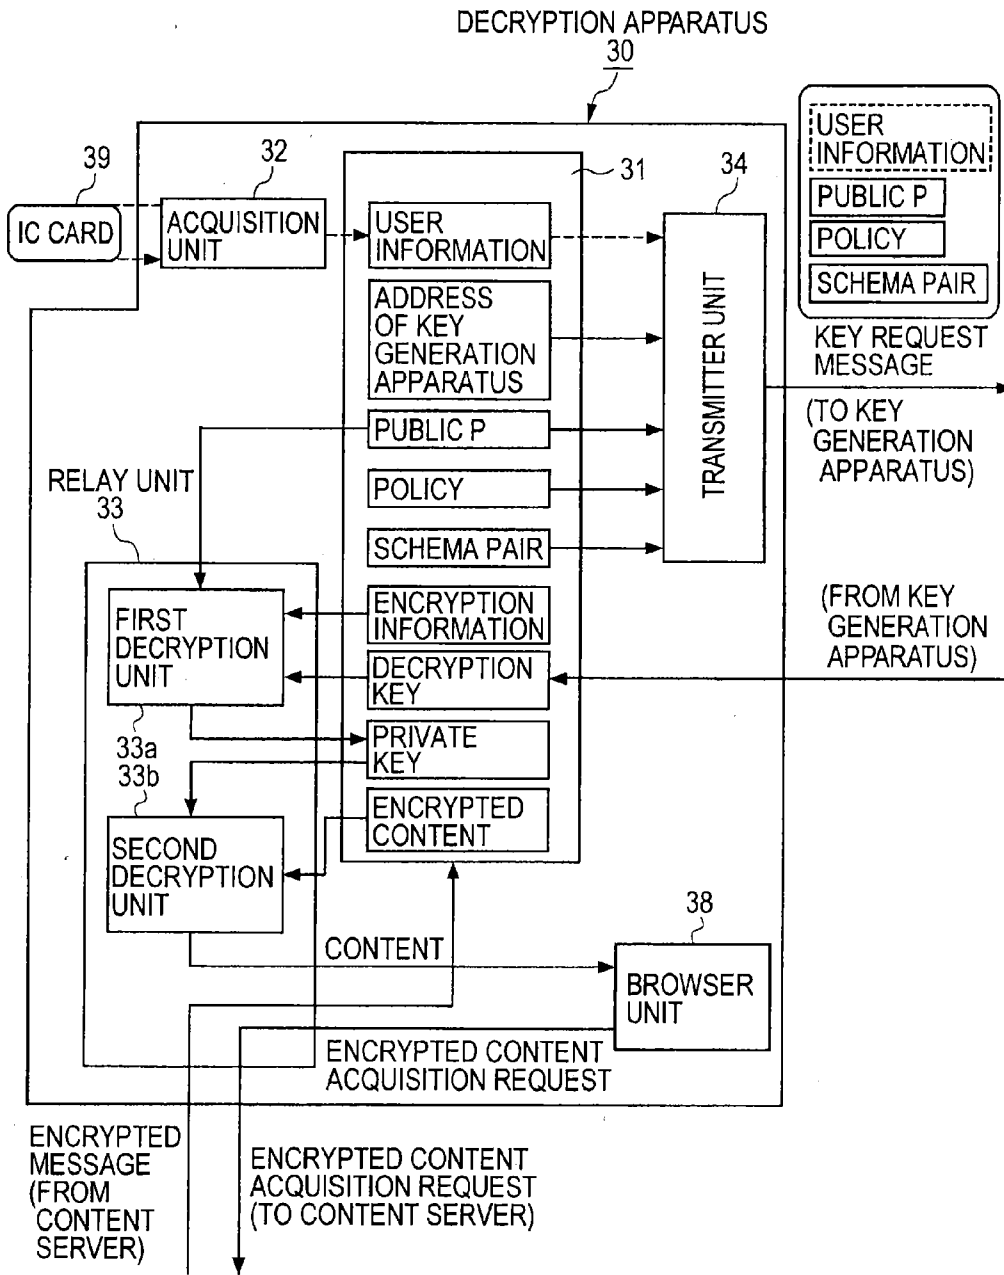 DECRYPTION APPARATUS
30
39
IC CARD
32
ACQUISITION
UNIT
31
USER
INFORMATION
ADDRESS
OF KEY
GENERATION
APPARATUS
PUBLIC P
POLICY
SCHEMA PAIR
ENCRYPTION
INFORMATION
DECRYPTION
KEY
PRIVATE
KEY
ENCRYPTED
CONTENT
34
TRANSMITTER UNIT
USER
INFORMATION
PUBLIC P
POLICY
SCHEMA PAIR
KEY REQUEST
MESSAGE
(TO KEY
GENERATION
APPARATUS)
(FROM KEY
GENERATION
APPARATUS)
RELAY UNIT
33
FIRST
DECRYPTION
UNIT
33a
33b
SECOND
DECRYPTION
UNIT
CONTENT
38
BROWSER
UNIT
ENCRYPTED CONTENT
ACQUISITION REQUEST
ENCRYPTED
MESSAGE
(FROM
CONTENT
SERVER)
ENCRYPTED CONTENT
ACQUISITION REQUEST
(TO CONTENT SERVER)